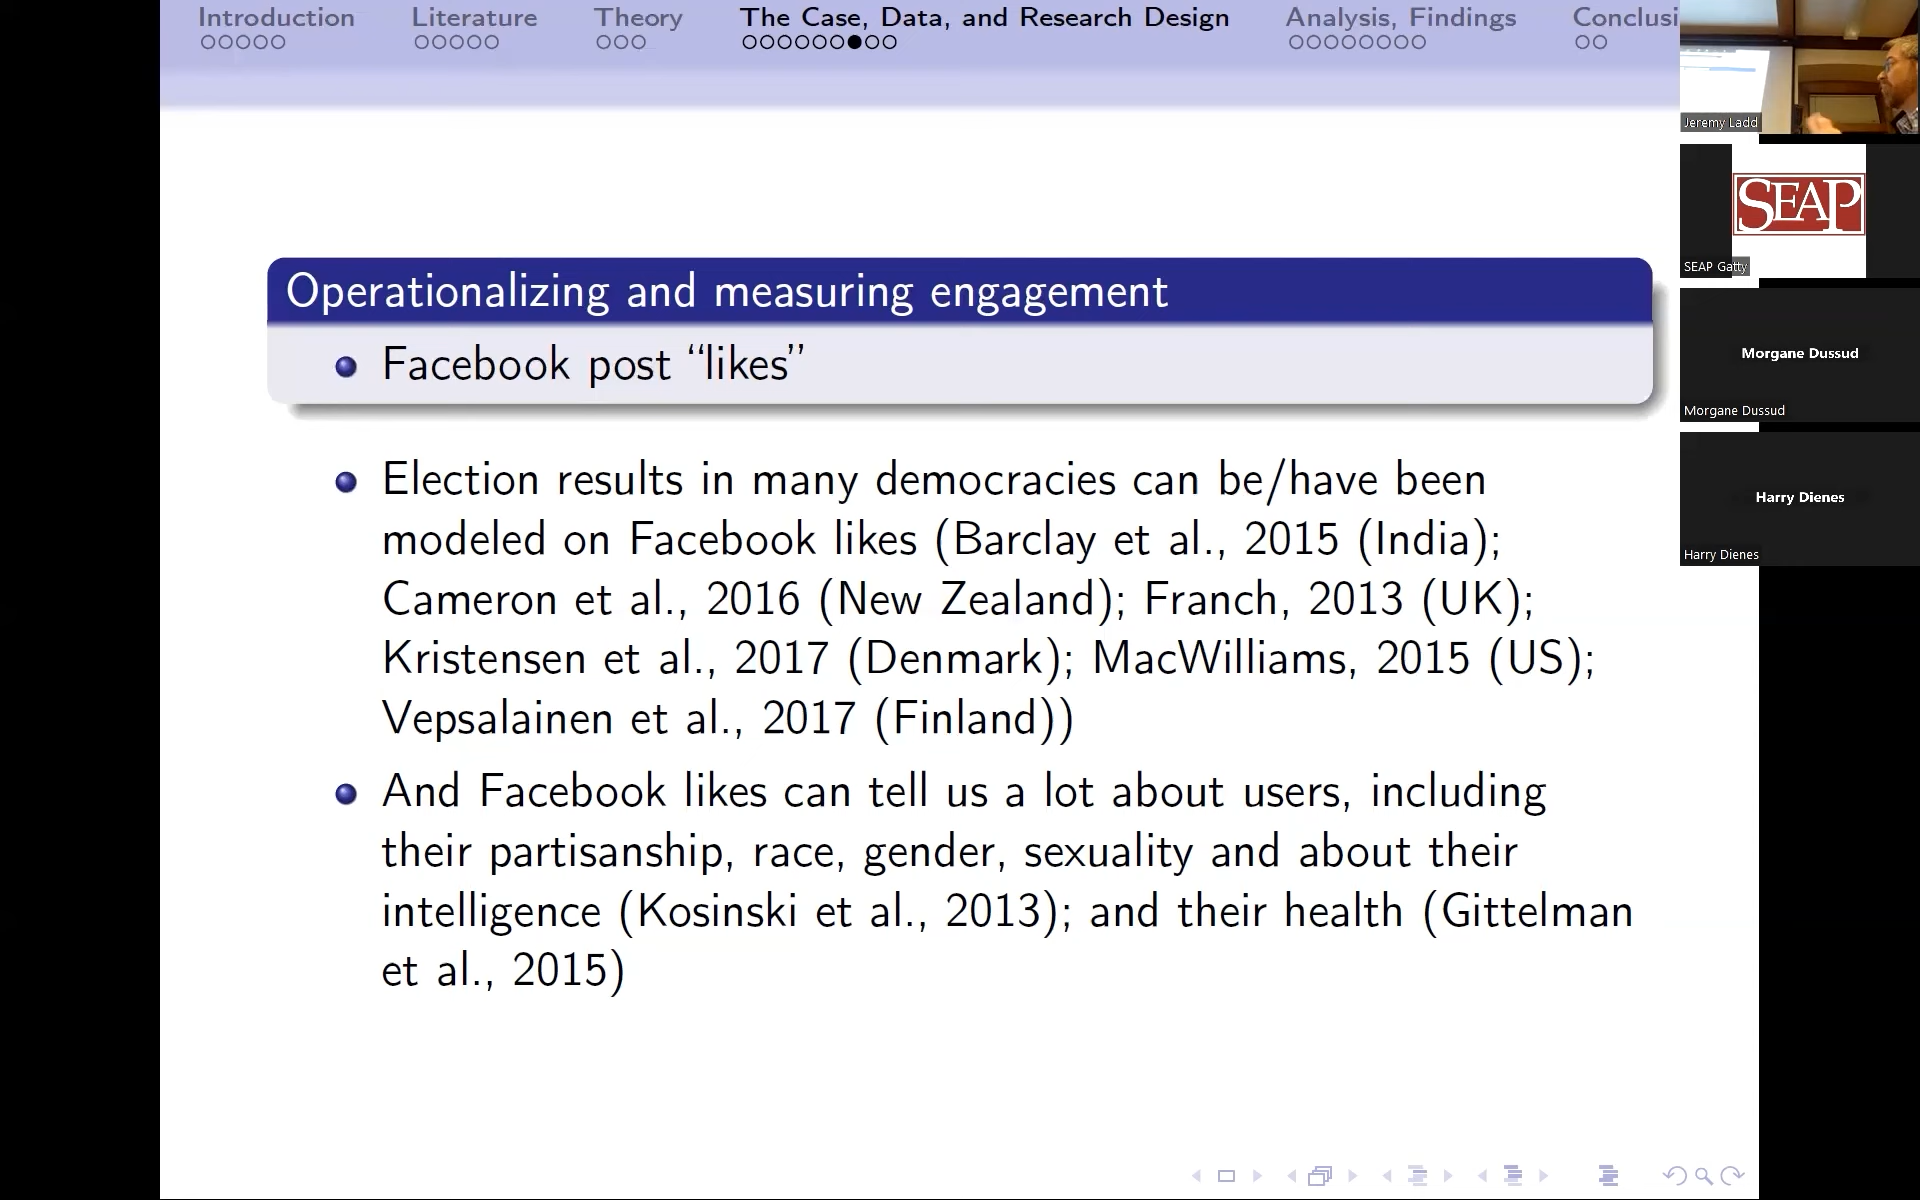 Introduction
Literature
Theory
The Case, Data, and Research Design
Analysis, Findings
Conclusi
Jeremy Ladd
SEAP
SEAP Gatty
Morgane Dussud
Morgane Dussud
Harry Dienes
Harry Dienes
Operationalizing and measuring engagement
Facebook post “likes”
Election results in many democracies can be/have been
modeled on Facebook likes (Barclay et al., 2015 (India);
Cameron et al., 2016 (New Zealand); Franch, 2013 (UK);
Kristensen et al., 2017 (Denmark); MacWilliams, 2015 (US);
Vepsalainen et al., 2017 (Finland))
And Facebook likes can tell us a lot about users, including
their partisanship, race, gender, sexuality and about their
intelligence (Kosinski et al., 2013); and their health (Gittelman
et al., 2015)